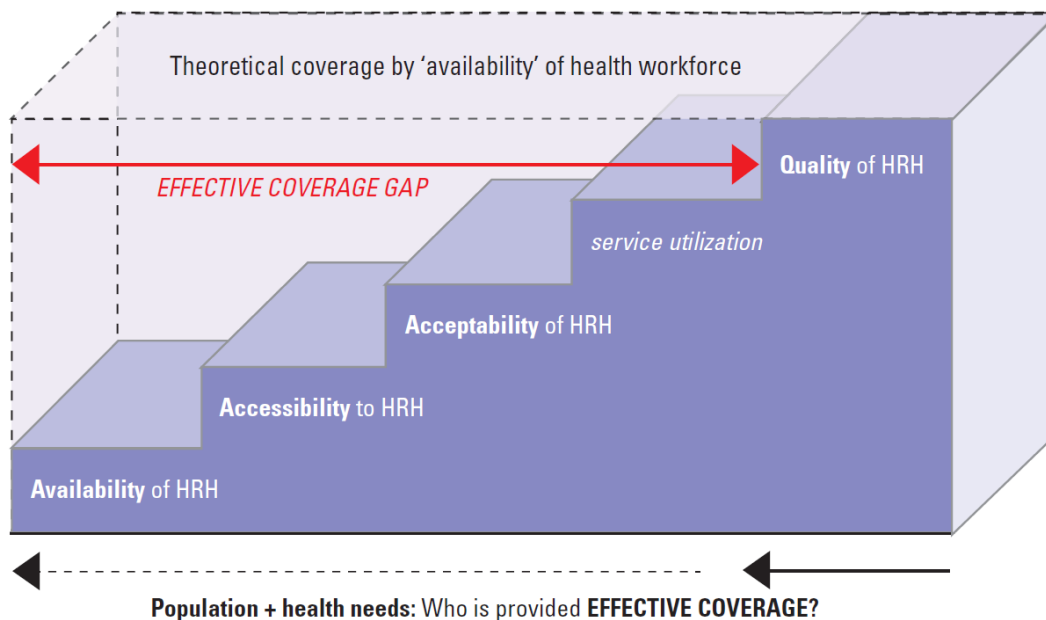 Theoretical coverage by ‘availability’ of health workforce
EFFECTIVE COVERAGE GAP
Quality of HRH
service utilization
Acceptability of HRH
Accessibility to HRH
Availability of HRH
Population + health needs: Who is provided EFFECTIVE COVERAGE?